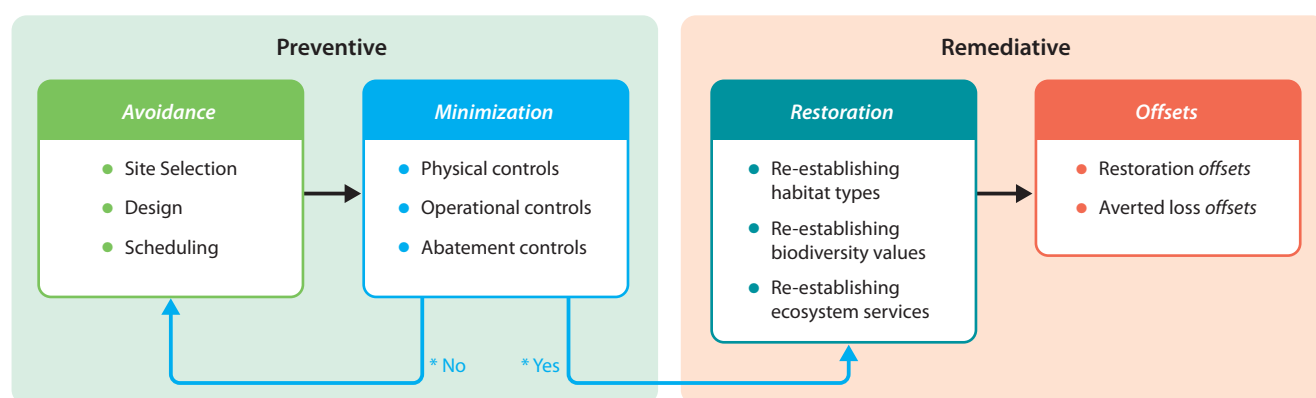 Preventive
Avoidance
Site Selection
Design
Scheduling
Minimization
Physical controls
Operational controls
Abatement controls
* No
* Yes
Remediative
Restoration
Re-establishing
habitat types
Re-establishing
biodiversity values
Re-establishing
ecosystem services
Offsets
Restoration offsets
Averted loss offsets